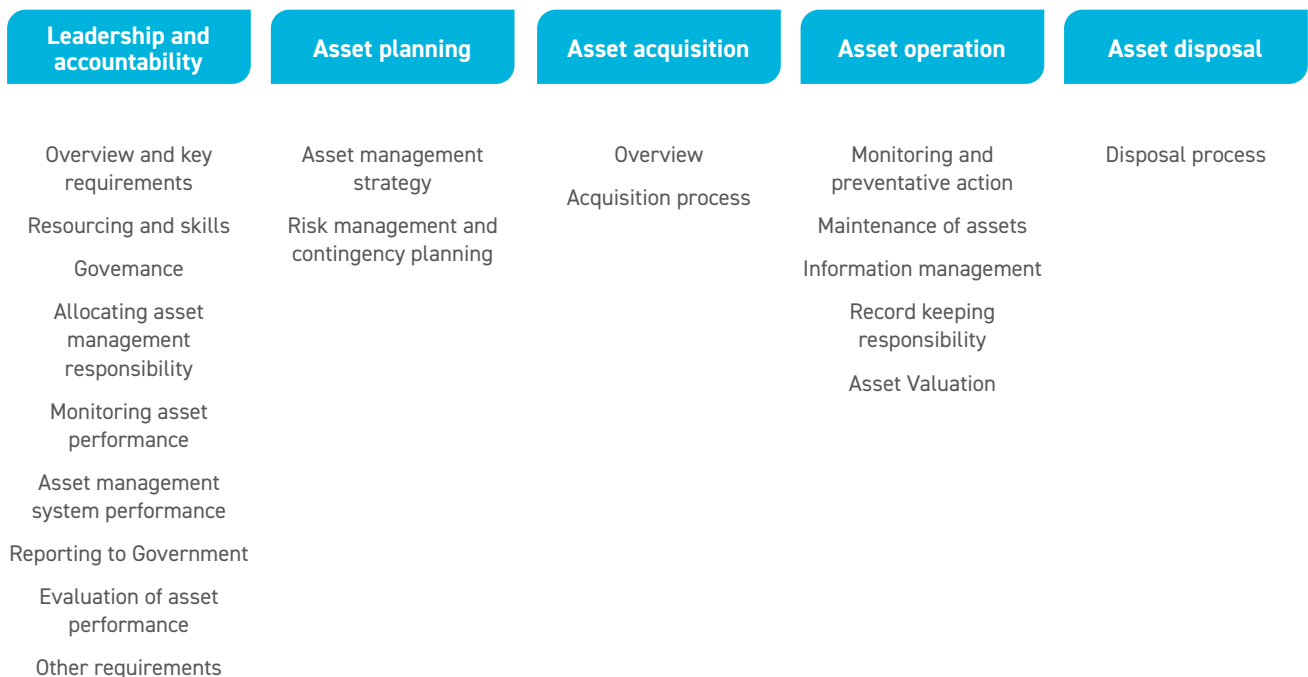 Leadership and
accountability
Asset planning
Asset acquisition
Asset operation
Asset disposal
Overview and key
requirements
Resourcing and skills
Govemance
Allocating asset
management
responsibility
Monitoring asset
performance
Asset management
system performance
Reporting to Government
Evaluation of asset
performance
Other requirements
Asset management
strategy
Risk management and
contingency planning
Overview
Acquisition process
Monitoring and
preventative action
Maintenance of assets
Information management
Record keeping
responsibility
Asset Valuation
Disposal process